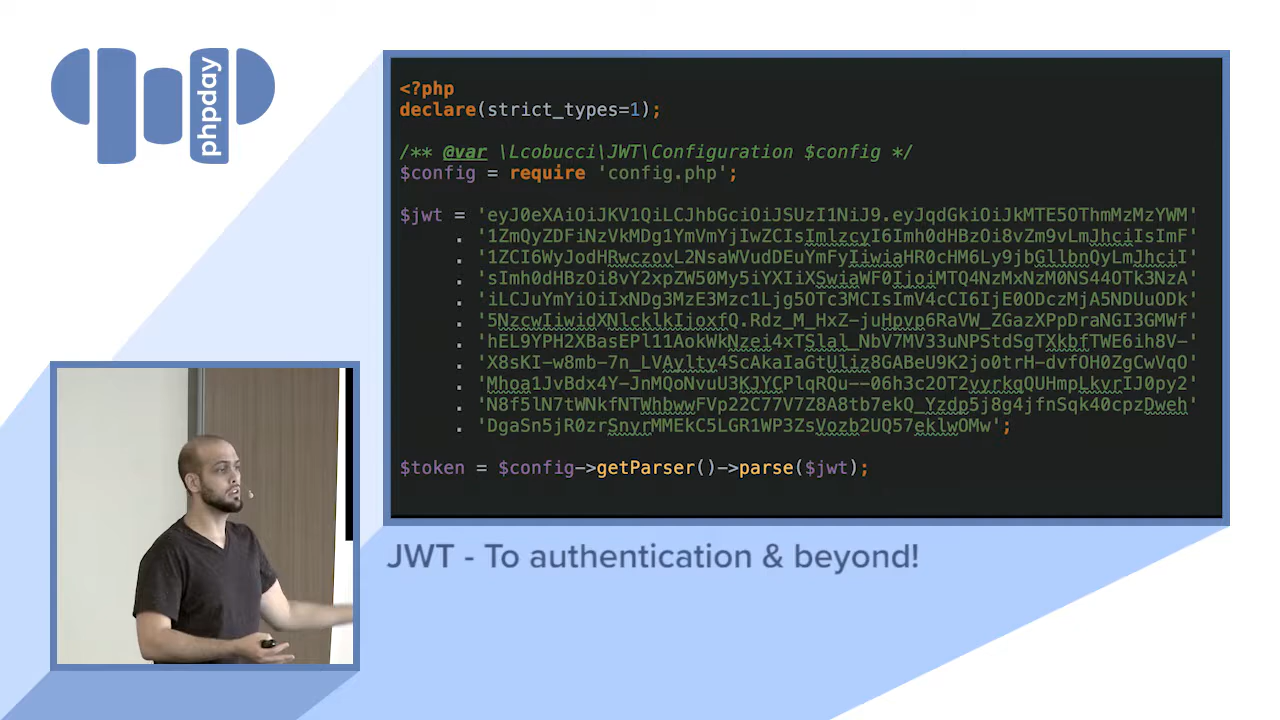 phpday
<?php
declare(strict_types=1);
/** @var \Lcobucci\JWT\Configuration $config */
$config = require 'config.php';
$jwt = 'eyJ0eXAiOiJKV1QiLCJhbGciOiJSUzI1NiJ9.eyJqdGkiOiJkMTE5OThmMzMzYWM'
. '1ZmQyZDFiNzVkMDg1YmVmYjIwZCIsImlzcyI6Imh0dHBzOi8vZm9vLmJhciIsImF'
. '1ZCI6WyJodHRwczovL2NsaWVudDEuYmFyIiwiaHR0cHM6Ly9jbGllbnQyLmJhciI'
. 'sImh0dHBzOi8vY2xpZW50My5iYXIiXSwiaWF0IjoiMTQ4NzMxNzM0NS44OTk3NzA'
. 'iLCJuYmYiOiIxNDg3MzE3Mzc1Ljg5OTc3MCIsImV4cCI6IjE0ODczMjA5NDUuODk'
. '5NzcwIiwidXNlcklkIjoxfQ.Rdz_M_HxZ-juHpvp6RaVW_ZGazXPpDraNGI3GMWf'
. 'hEL9YPH2XBasEPl11AokWkNzei4xTSlal_NbV7MV33uNPStdSgTXkbfTWE6ih8V-'
. 'X8sKI-w8mb-7n_LVAylty4ScAkaIaGtUliz8GABeU9K2jo0trH-dvfOH0ZgCwVqO'
. 'Mhoa1JvBdx4Y-JnMQoNvuU3KJYCPlqRQu--06h3c2OT2vyrkqQUHmpLkvrIJ0py2'
. 'N8f5lN7tWNkfNTWhbwwFVp22C77V7Z8A8tb7ekQ_Yzdp5j8g4jfnSqk40cpzDweh'
. 'DgaSn5jR0zrSnyrMMEkC5LGR1WP3ZsVozb2UQ57eklwOMw';
$token = $config->getParser()->parse($jwt);
JWT - To authentication & beyond!